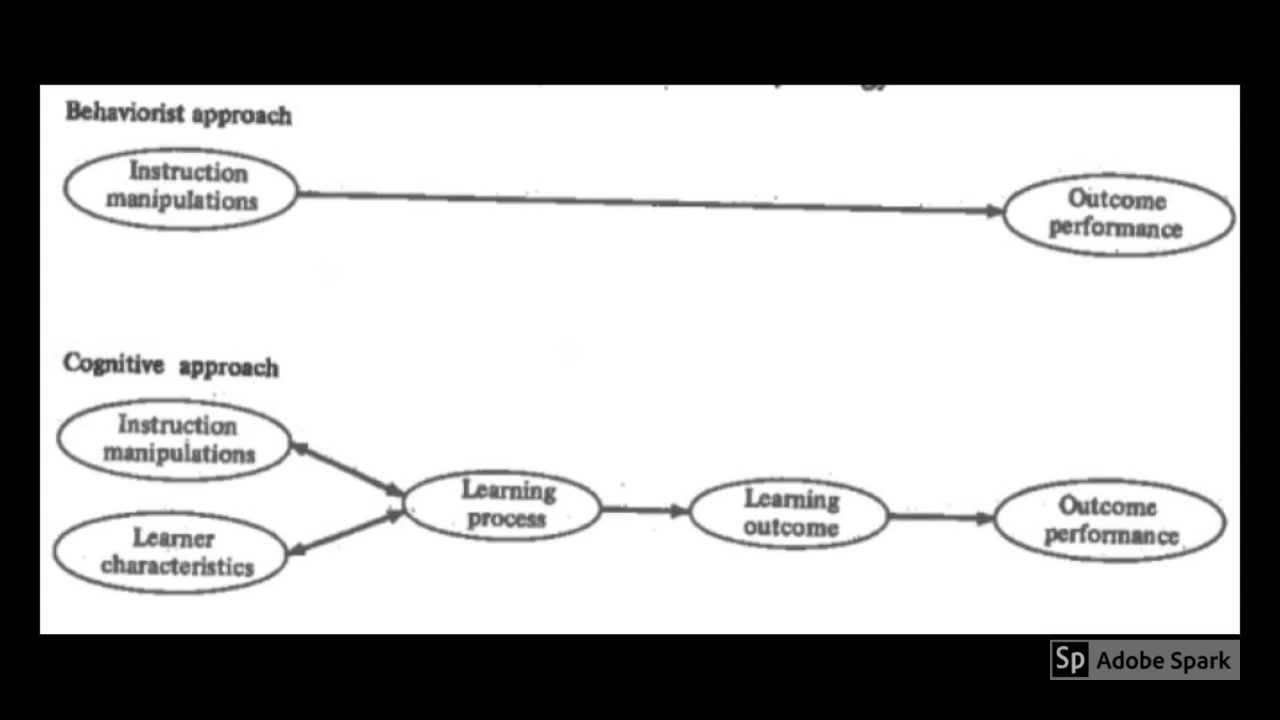 Behaviorist approach
Instruction
manipulations
Outcome
performance
Cognitive approach
Instruction
manipulations
Learner
characteristics
Learning
process
Learning
outcome
Outcome
performance
Sp Adobe Spark